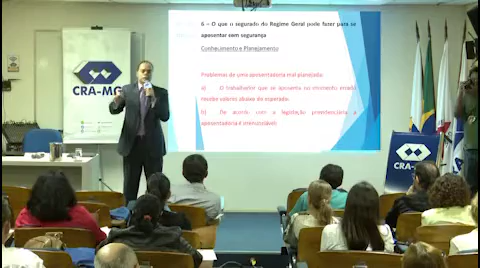 6 – O que o segurado do Regime Geral pode fazer para se
aposentar com segurança
Conhecimento e Planejamento
Problemas de uma aposentadoria mal planejada:
a) O trabalhador que se aposenta no momento errado
recebe valores abaixo do esperado.
b) De acordo com a legislação previdenciária a
aposentadoria é irrenunciável;
CRA-MG
CRA-MG